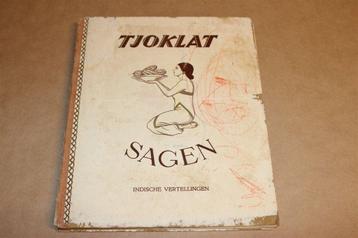 TJOKLAT
SAGEN
INDISCHE VERTELLINGEN